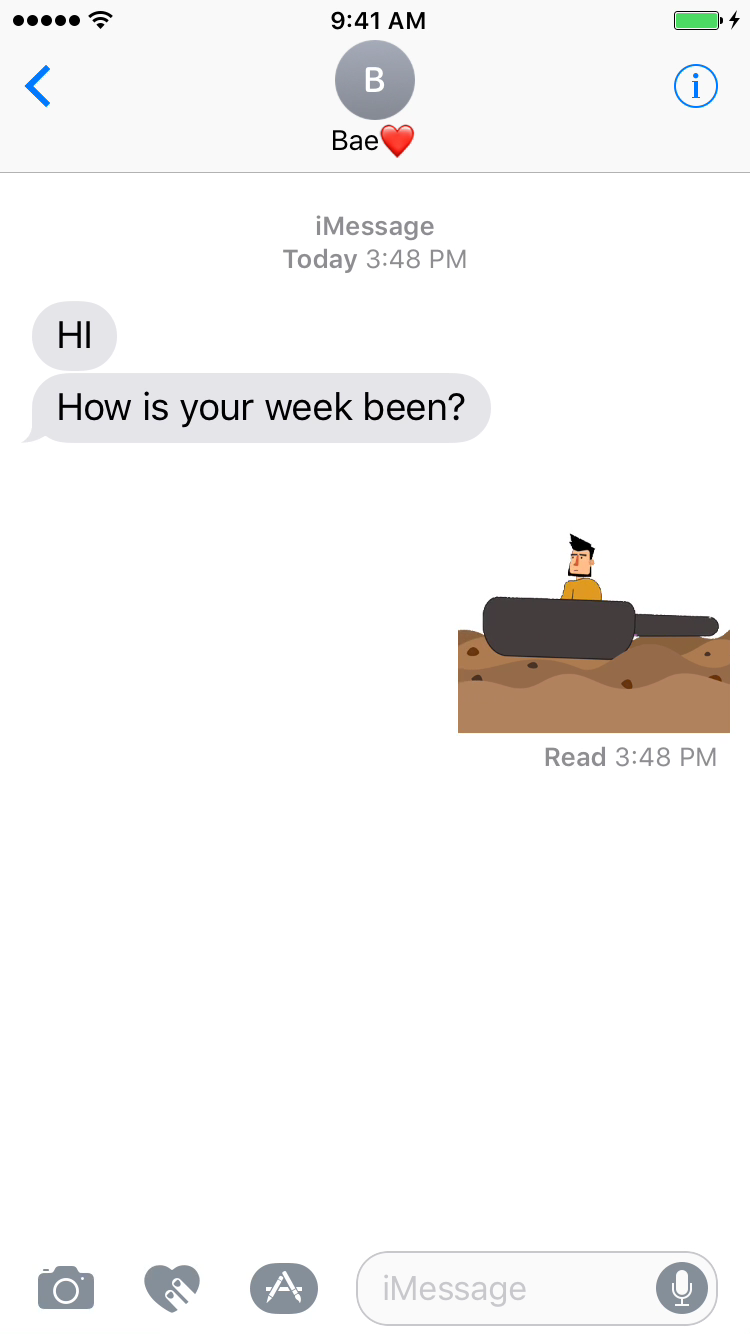 9:41 AM
B
Bae❤️
iMessage
Today 3:48 PM
HI
How is your week been?
Read 3:48 PM
iMessage